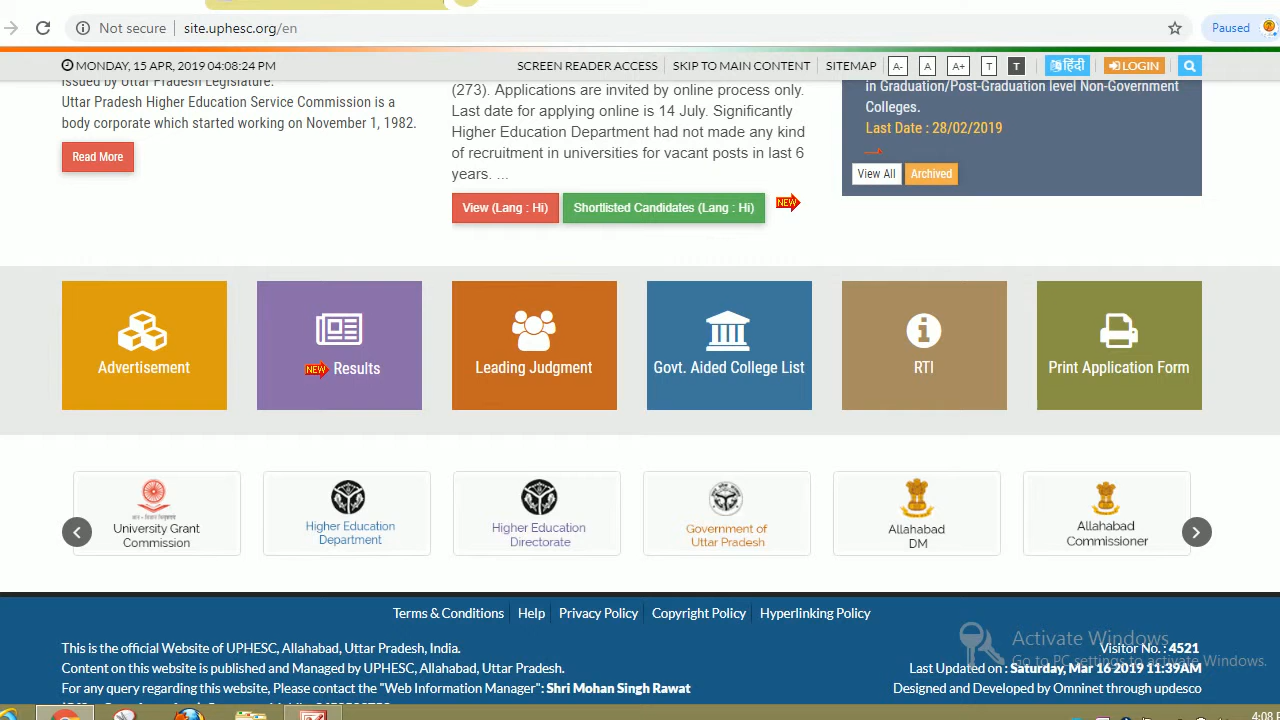 Not secure site.uphesc.org/en Paused
MONDAY, 15 APR, 2019 04:08:24 PM SCREEN READER ACCESS SKIP TO MAIN CONTENT SITEMAP A- A A+ T T हिंदी LOGIN
issued by Uttar Pradesh Legislature.
Uttar Pradesh Higher Education Service Commission is a
body corporate which started working on November 1, 1982.
Read More
(273). Applications are invited by online process only.
Last date for applying online is 14 July. Significantly
Higher Education Department had not made any kind
of recruitment in universities for vacant posts in last 6
years. ...
View (Lang : Hi) Shortlisted Candidates (Lang : Hi) NEW
in Graduation/Post-Graduation level Non-Government
Colleges.
Last Date : 28/02/2019
View All Archived
Advertisement
NEW Results
Leading Judgment
Govt. Aided College List
RTI
Print Application Form
University Grant
Commission
Higher Education
Department
Higher Education
Directorate
Government of
Uttar Pradesh
Allahabad
DM
Allahabad
Commissioner
Terms & Conditions Help Privacy Policy Copyright Policy Hyperlinking Policy
This is the official Website of UPHESC, Allahabad, Uttar Pradesh, India.
Content on this website is published and Managed by UPHESC, Allahabad, Uttar Pradesh.
For any query regarding this website, Please contact the "Web Information Manager": Shri Mohan Singh Rawat
Activate Windows
Go to PC settings to activate Windows.
Visitor No. : 4521
Last Updated on : Saturday, Mar 16 2019 11:39AM
Designed and Developed by Omninet through updesco
4:08